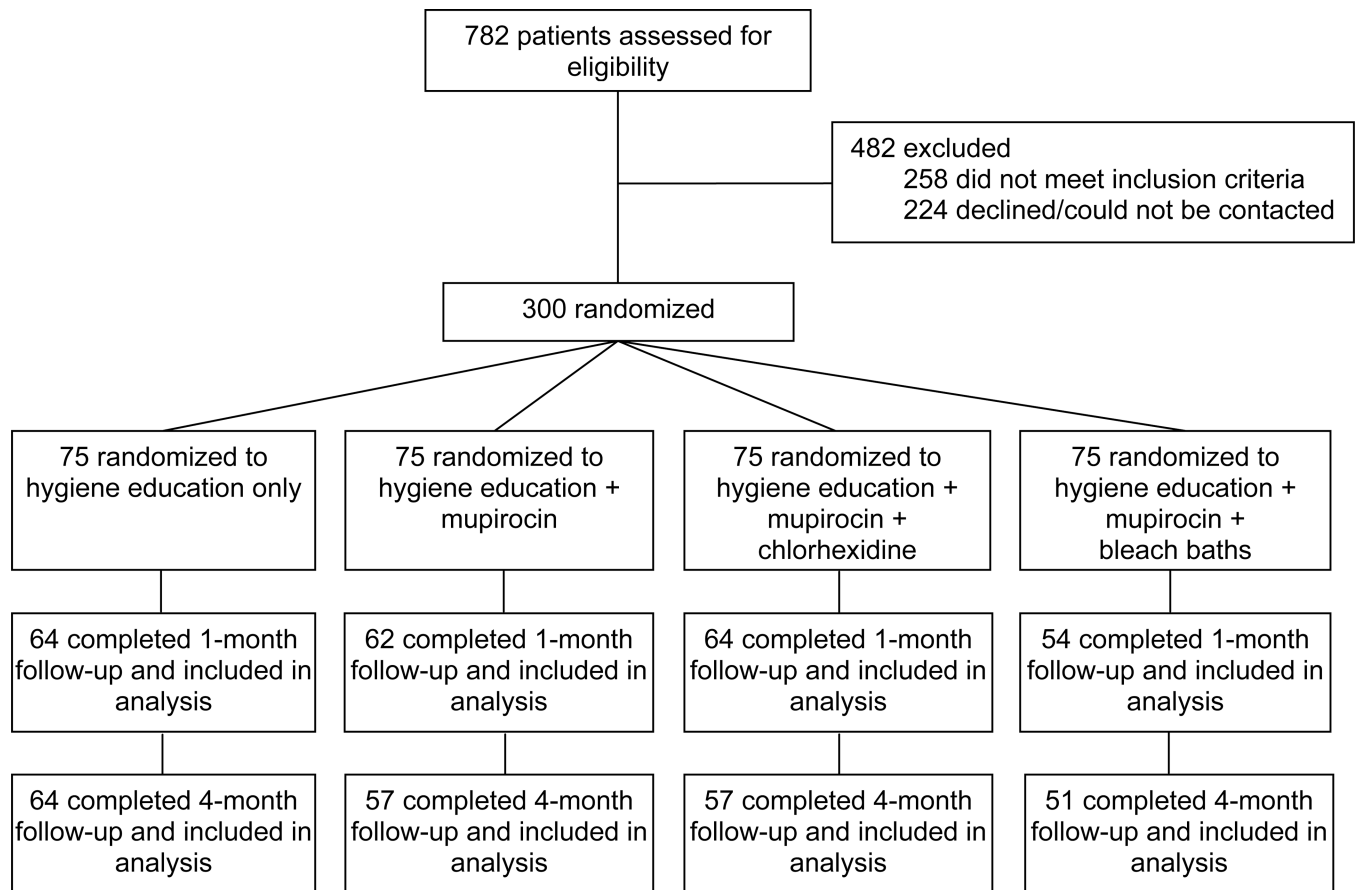 782 patients assessed for
eligibility
482 excluded
258 did not meet inclusion criteria
224 declined/could not be contacted
300 randomized
75 randomized to
hygiene education only
75 randomized to
hygiene education +
mupirocin
75 randomized to
hygiene education +
mupirocin +
chlorhexidine
75 randomized to
hygiene education +
mupirocin +
bleach baths
64 completed 1-month
follow-up and included in
analysis
62 completed 1-month
follow-up and included in
analysis
64 completed 1-month
follow-up and included in
analysis
54 completed 1-month
follow-up and included in
analysis
64 completed 4-month
follow-up and included in
analysis
57 completed 4-month
follow-up and included in
analysis
57 completed 4-month
follow-up and included in
analysis
51 completed 4-month
follow-up and included in
analysis